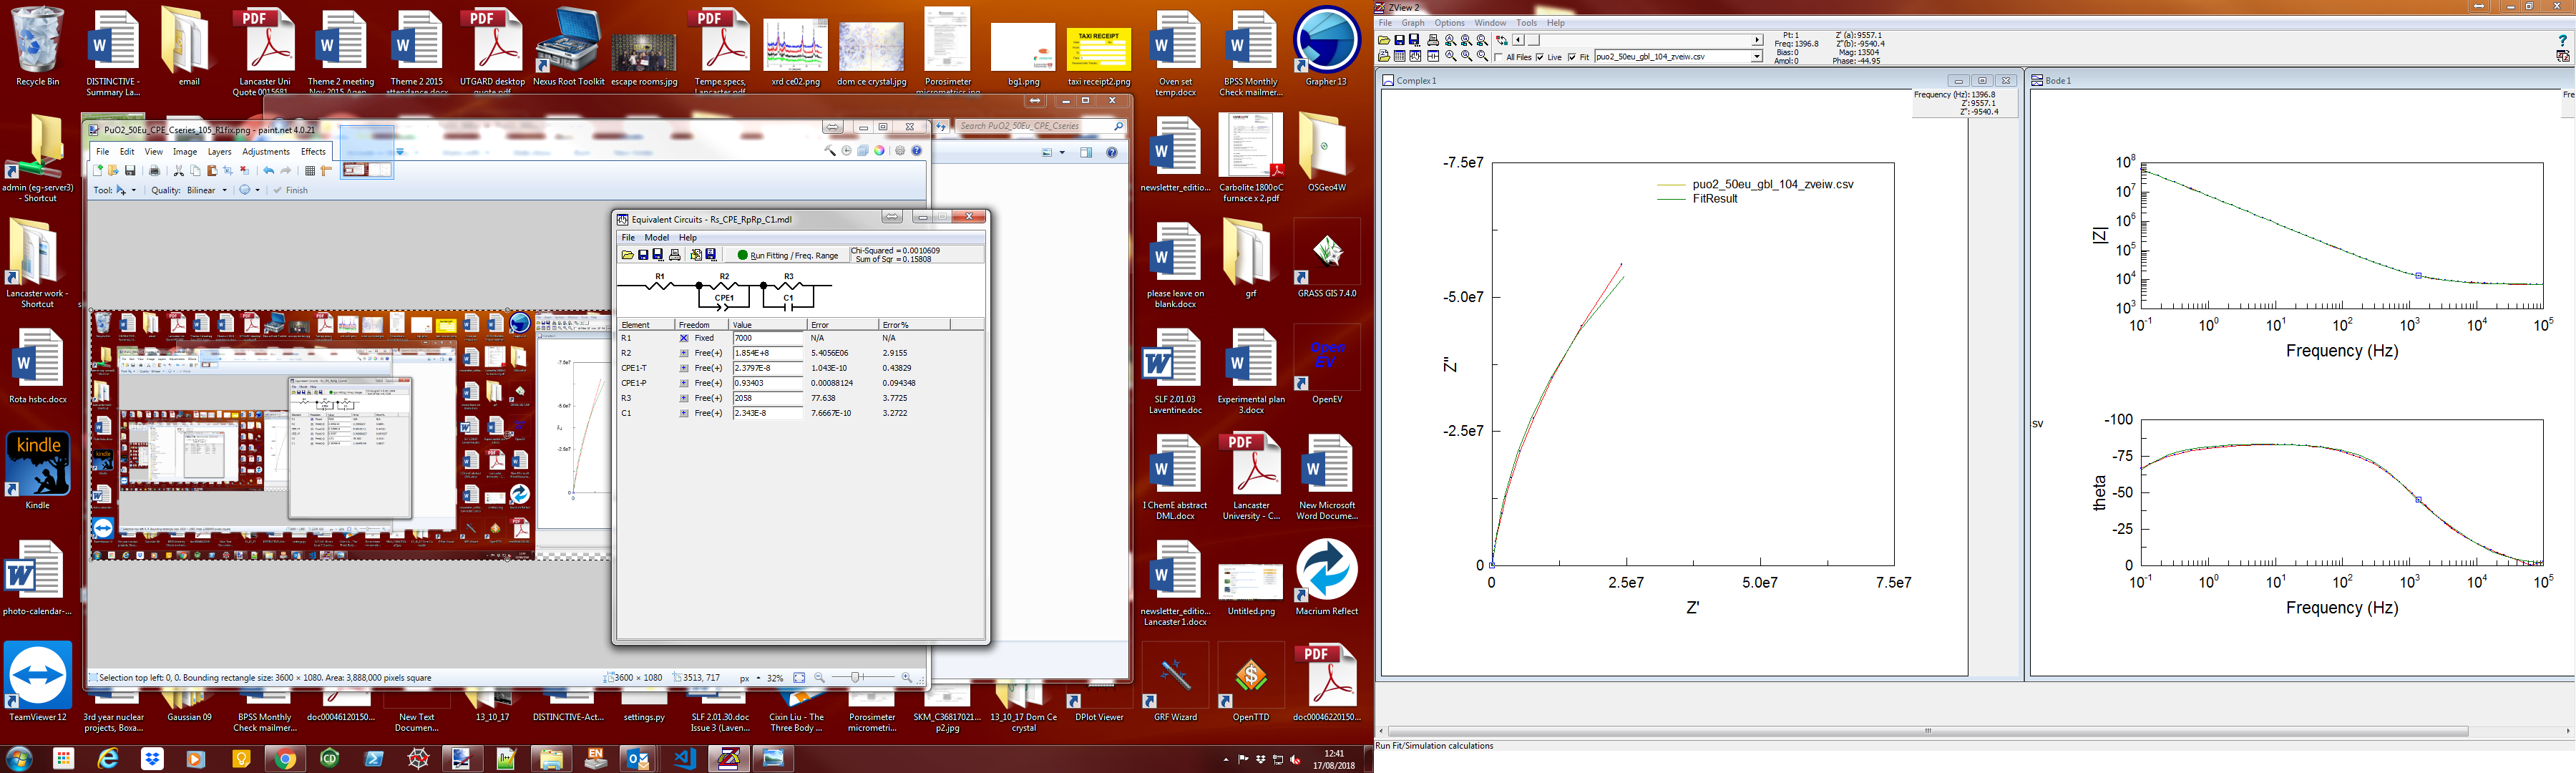 Recycle Bin
DISTINCTIVE - Summary La...
email
PDF
Lancaster Uni Quote 0015681...
Theme 2 meeting Nov 2015 Agen...
Theme 2 2015 attendance.docx
PDF
UTGARD desktop quote.pdf
Nexus Root Toolkit
escape rooms.jpg
PDF
Tempe specs, Lancaster.pdf
xrd ce02.png
dom ce crystal.jpg
Porosimeter micrometrics.jpg
bg1.png
TAXI RECEIPT
taxi receipt2.png
Oven set temp.docx
BPSS Monthly Check mailmer...
Grapher 13
admin (eg-server3) - Shortcut
Lancaster work - Shortcut
Rota hsbc.docx
kindle
Kindle
photo-calendar-...
TeamViewer 12
newsletter_editio...
Carbolite 1800oC furnace x 2.pdf
OSGeo4W
please leave on blank.docx
grf
GRASS GIS 7.4.0
SLF 2.01.03 Laventine.doc
Experimental plan 3.docx
Open EV
OpenEV
I ChemE abstract DML.docx
PDF
Lancaster University - C...
New Microsoft Word Docume...
newsletter_editio... Lancaster 1.docx
Untitled.png
Macrium Reflect
GRF Wizard
OpenTTD
PDF
doc00046220150...
3rd year nuclear projects, Boxa...
Gaussian 09
BPSS Monthly Check mailmer...
doc00046120150...
New Text Documen...
13_10_17
DISTINCTIVE-Act...
settings.py
SLF 2.01.30.doc Issue 3 (Laven...
Cixin Liu - The Three Body ...
Porosimeter micrometri...
SKM_C36817021... p2.jpg
13_10_17 Dom Ce crystal
DPlot Viewer
Search PuO2_50Eu_CPE_Cseries
PuO2_50Eu_CPE_Cseries_105_R1fix.png - paint.net 4.0.21
File Edit View Image Layers Adjustments Effects
Tool: Quality: Bilinear Finish
Selection top left: 0, 0. Bounding rectangle size: 3600 × 1080. Area: 3,888,000 pixels square
3600 × 1080 3513, 717 px 32%
Equivalent Circuits - Rs_CPE_RpRp_C1.mdl
File Model Help
Run Fitting / Freq. Range
Chi-Squared = 0.0010609
Sum of Sqr = 0.15808
R1 R2 R3
CPE1 C1
Element Freedom Value Error Error %
R1 Fixed 7000 N/A N/A
R2 Free(+) 1.854E+8 5.4056E06 2.9155
CPE1-T Free(+) 2.3797E-8 1.043E-10 0.43829
CPE1-P Free(+) 0.93403 0.00088124 0.094348
R3 Free(+) 2058 77.638 3.7725
C1 Free(+) 2.343E-8 7.6667E-10 3.2722
EN
12:41
17/08/2018
ZView 2
File Graph Options Window Tools Help
All Files Live Fit puo2_50eu_gbl_104_zveiw.csv
Pt: 1
Freq: 1396.8
Bias: 0
Ampl: 0
Z' (a): 9557.1
Z''(b): -9540.4
Mag: 13504
Phase: -44.95
Complex 1
Frequency (Hz): 1396.8
Z': 9557.1
Z'': -9540.4
puo2_50eu_gbl_104_zveiw.csv
FitResult
-7.5e7
-5.0e7
-2.5e7
0
Z''
0 2.5e7 5.0e7 7.5e7
Z'
Bode 1
Fre
sv
10^8
10^7
10^6
10^5
10^4
10^3
|Z|
10^-1 10^0 10^1 10^2 10^3 10^4 10^5
Frequency (Hz)
-100
-75
-50
-25
0
theta
10^-1 10^0 10^1 10^2 10^3 10^4 10^5
Frequency (Hz)
Run Fit/Simulation calculations